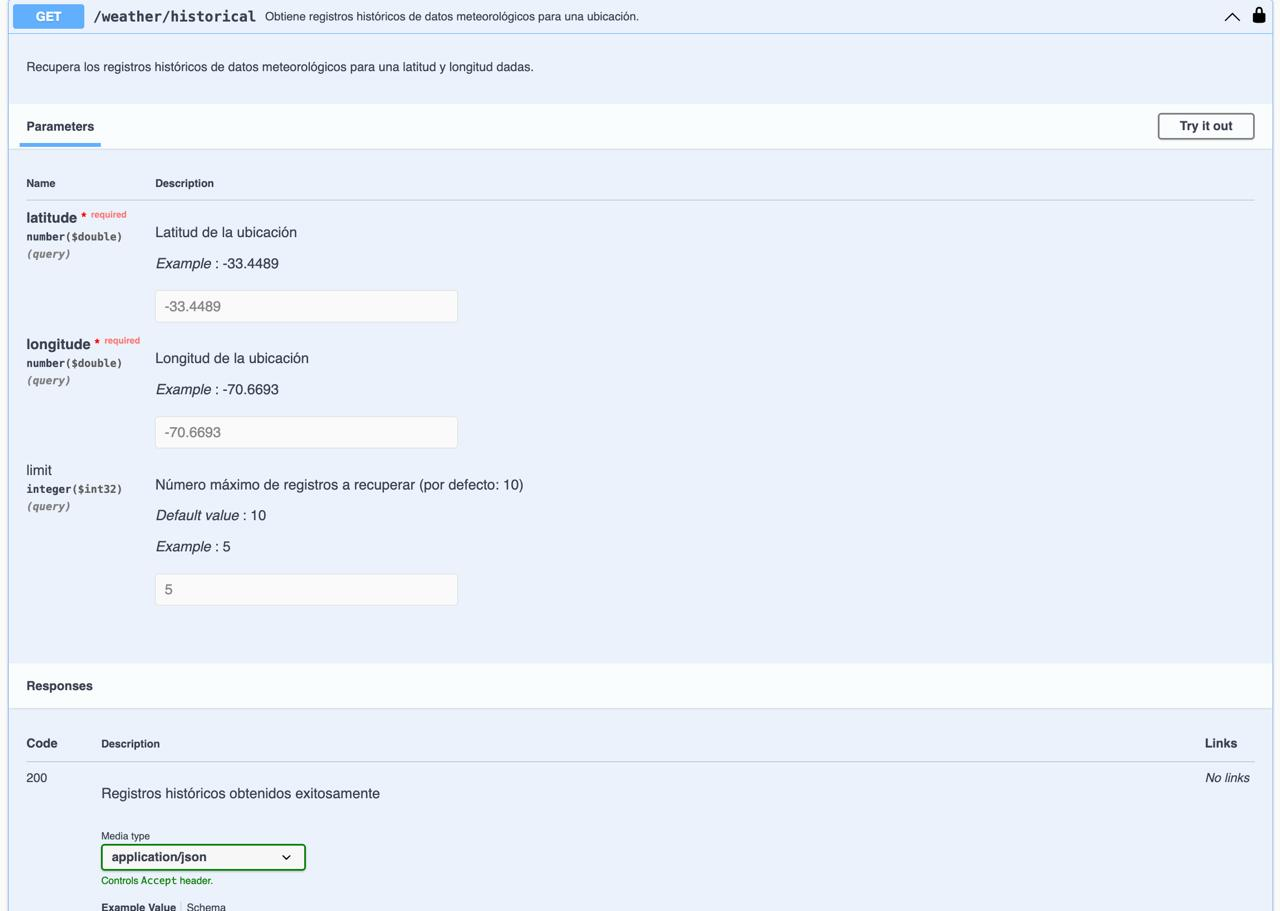 GET /weather/historical Obtiene registros históricos de datos meteorológicos para una ubicación.
Recupera los registros históricos de datos meteorológicos para una latitud y longitud dadas.
Parameters Try it out
Name Description
latitude * required
number($double)
(query)
Latitud de la ubicación
Example : -33.4489
-33.4489
longitude * required
number($double)
(query)
Longitud de la ubicación
Example : -70.6693
-70.6693
limit
integer($int32)
(query)
Número máximo de registros a recuperar (por defecto: 10)
Default value : 10
Example : 5
5
Responses
Code Description Links
200 No links
Registros históricos obtenidos exitosamente
Media type
application/json
Controls Accept header.
Example Value Schema